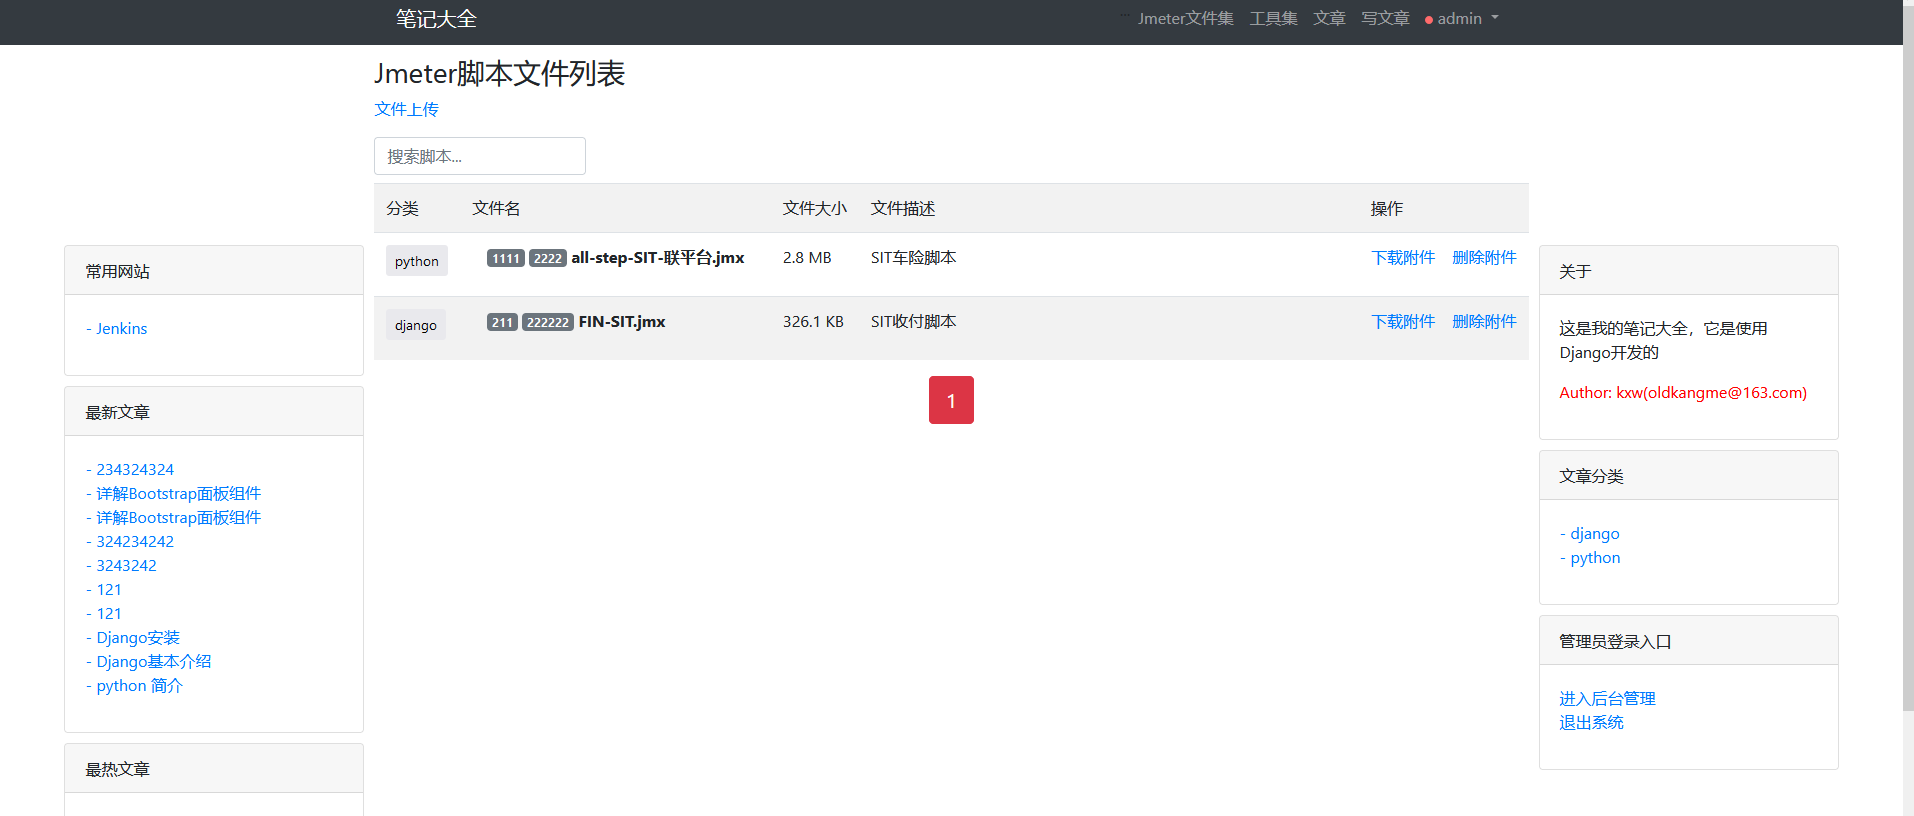 笔记大全
Jmeter文件集 工具集 文章 写文章 admin
Jmeter脚本文件列表
文件上传
搜索脚本...
分类 文件名 文件大小 文件描述 操作
python 1111 2222 all-step-SIT-联平台.jmx 2.8 MB SIT车险脚本 下载附件 删除附件
django 211 222222 FIN-SIT.jmx 326.1 KB SIT收付脚本 下载附件 删除附件
1
常用网站
- Jenkins
最新文章
- 234324324
- 详解Bootstrap面板组件
- 详解Bootstrap面板组件
- 324234242
- 3243242
- 121
- 121
- Django安装
- Django基本介绍
- python 简介
最热文章
关于
这是我的笔记大全，它是使用
Django开发的
Author: kxw(oldkangme@163.com)
文章分类
- django
- python
管理员登录入口
进入后台管理
退出系统